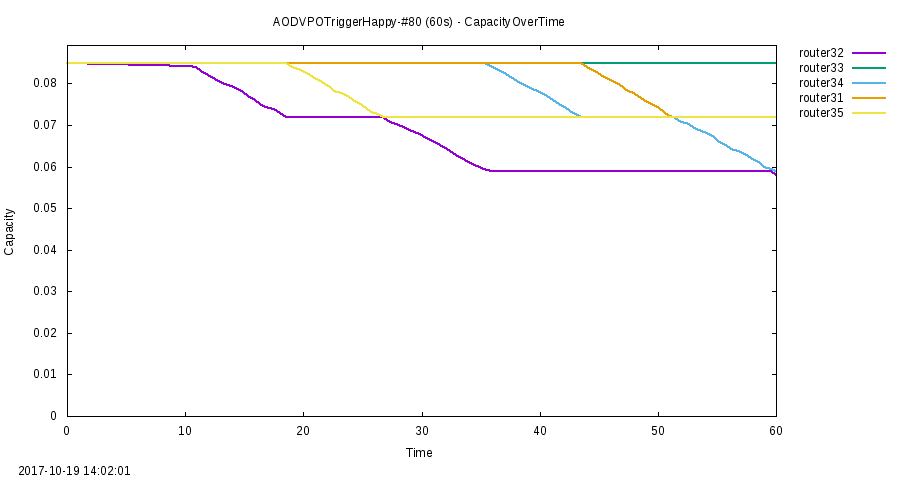 AODVPOTriggerHappy-#80 (60s) - CapacityOverTime
router32
router33
router34
router31
router35
0.08
0.07
0.06
0.05
0.04
0.03
0.02
0.01
0
Capacity
0 10 20 30 40 50 60
Time
2017-10-19 14:02:01